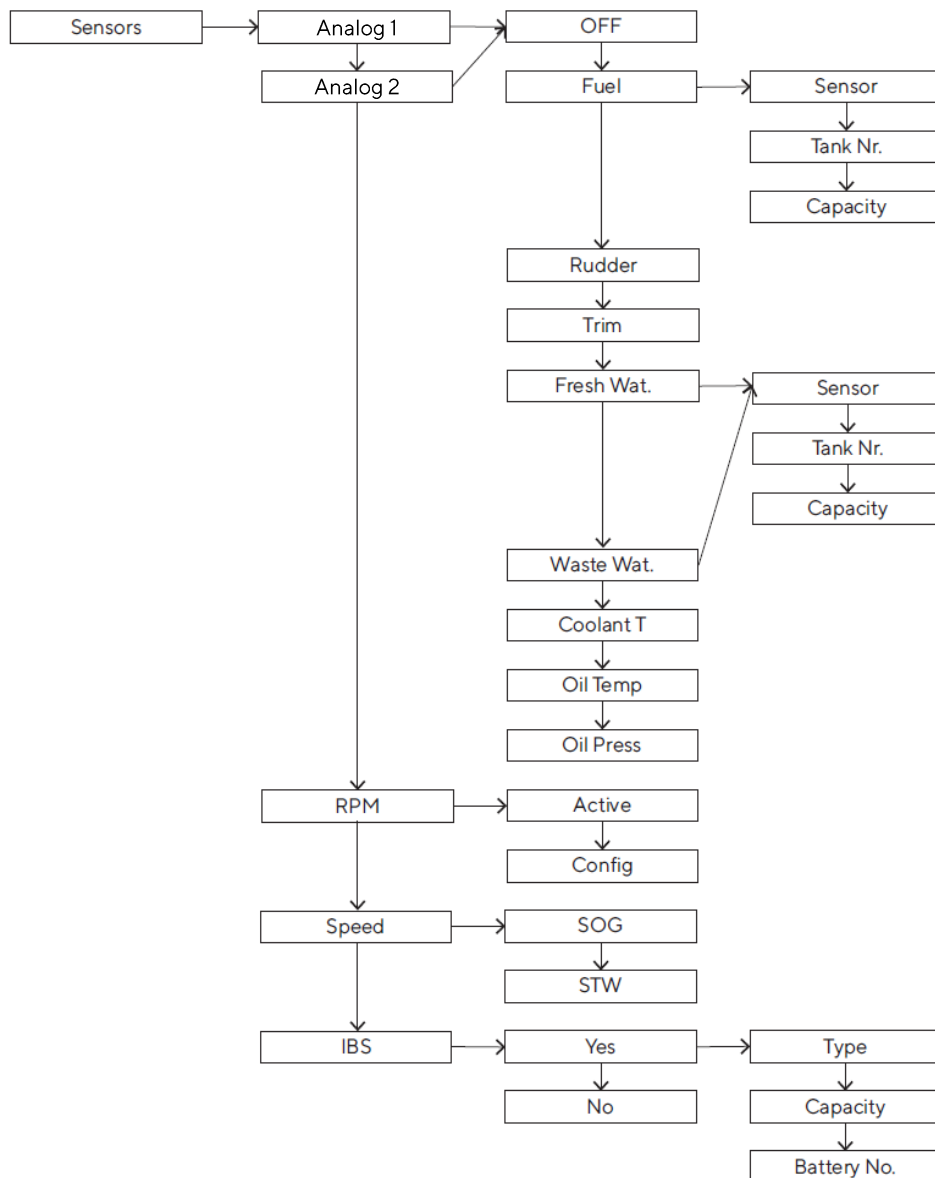 Sensors
Analog 1
OFF
Analog 2
Fuel
Sensor
Tank Nr.
Capacity
Rudder
Trim
Fresh Wat.
Sensor
Tank Nr.
Capacity
Waste Wat.
Coolant T
Oil Temp
Oil Press
RPM
Active
Config
Speed
SOG
STW
IBS
Yes
Type
No
Capacity
Battery No.